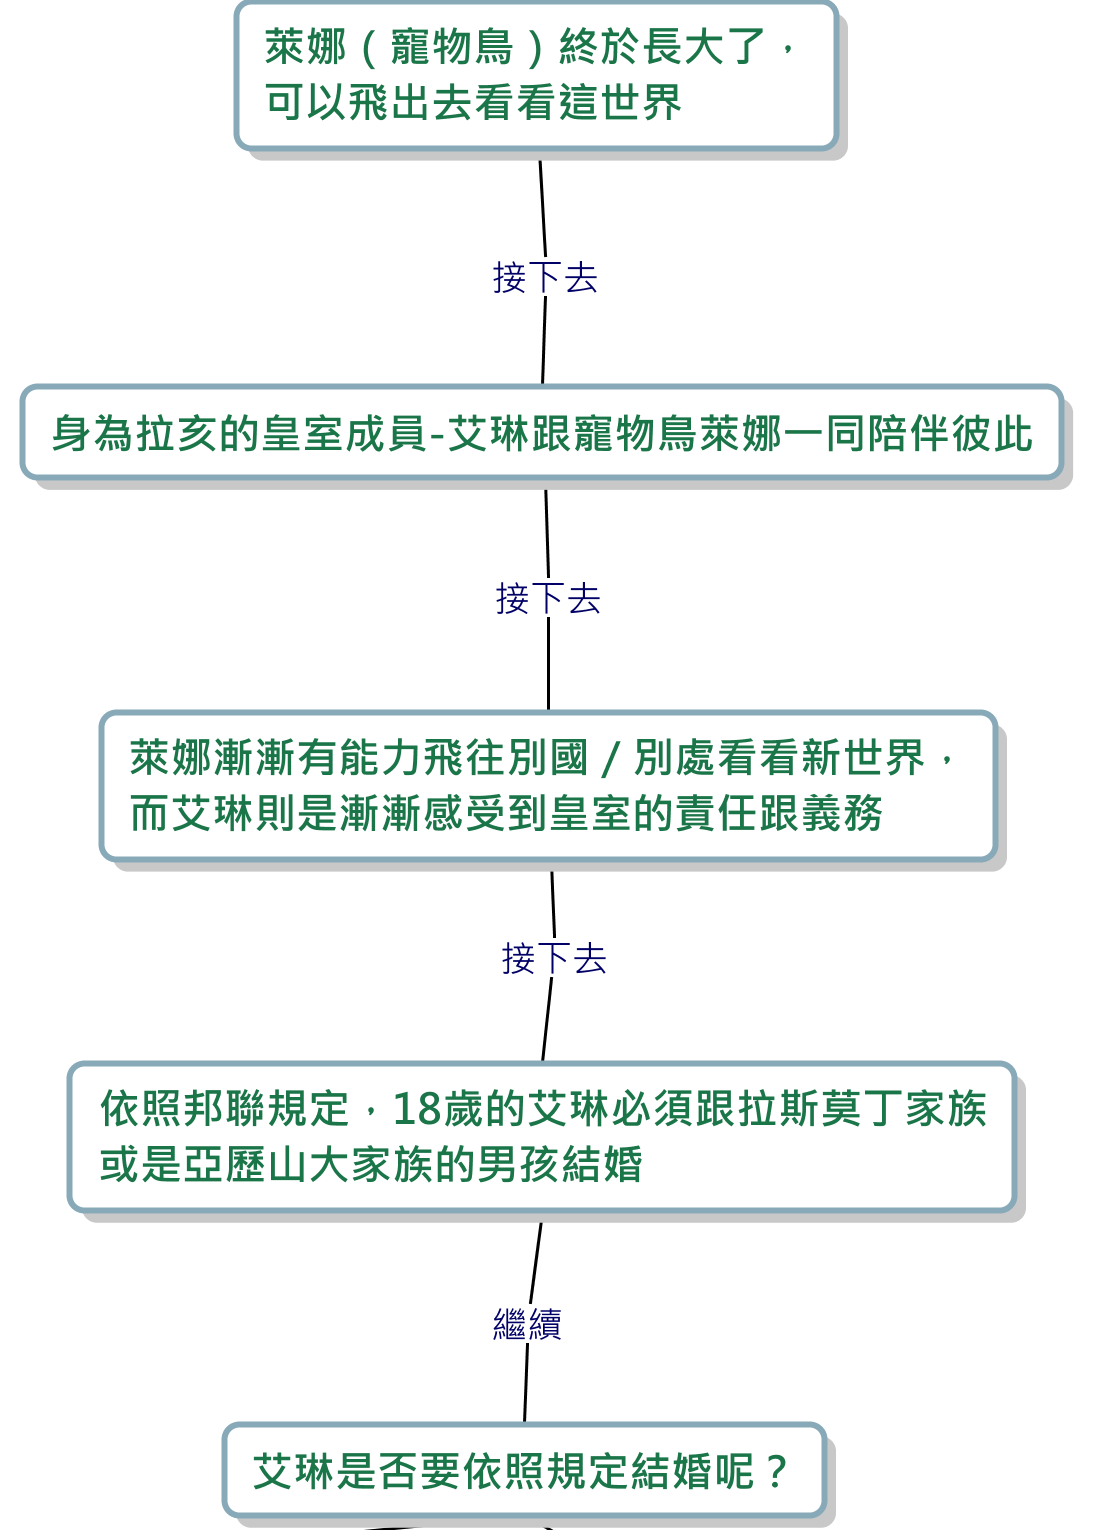 萊娜（寵物鳥）終於長大了，
可以飛出去看看這世界
接下去
身為拉亥的皇室成員-艾琳跟寵物鳥萊娜一同陪伴彼此
接下去
萊娜漸漸有能力飛往別國 / 別處看看新世界，
而艾琳則是漸漸感受到皇室的責任跟義務
接下去
依照邦聯規定，18歲的艾琳必須跟拉斯莫丁家族
或是亞歷山大家族的男孩結婚
繼續
艾琳是否要依照規定結婚呢？